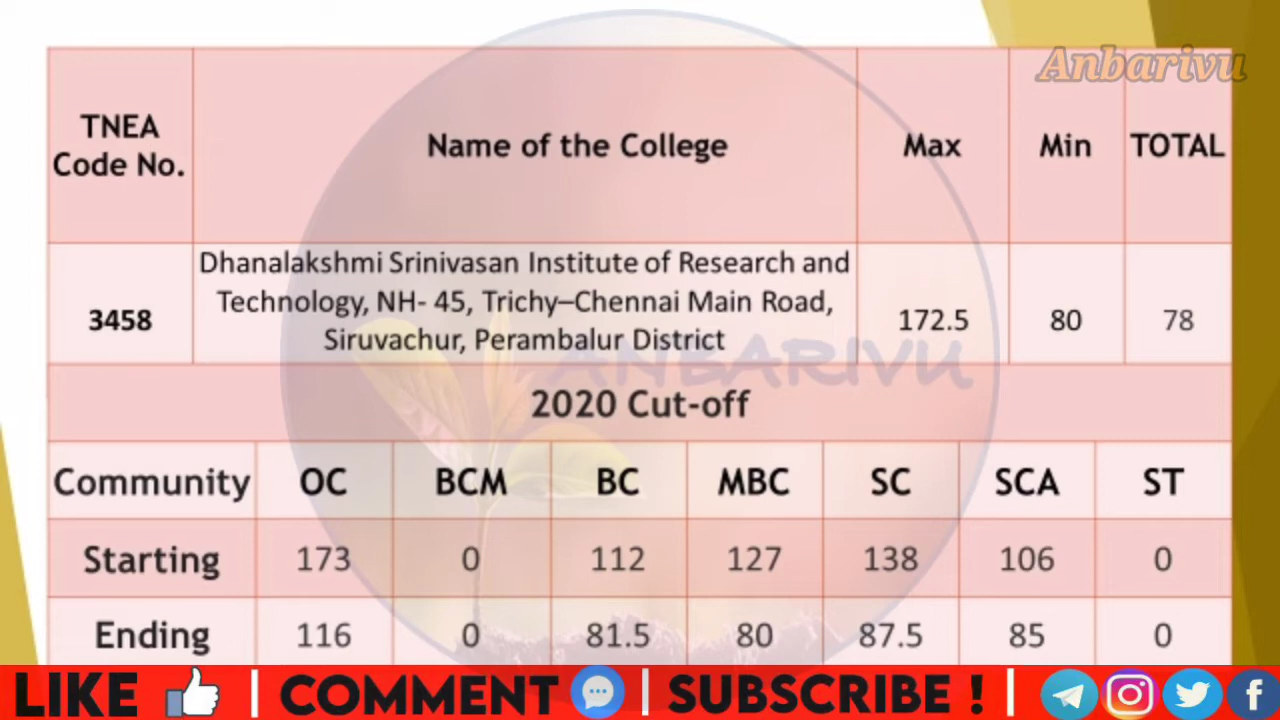 Anbarivu
TNEA
Code No.
Name of the College
Max
Min
TOTAL
3458
Dhanalakshmi Srinivasan Institute of Research and
Technology, NH- 45, Trichy–Chennai Main Road,
Siruvachur, Perambalur District
172.5
80
78
ANBARIVU
2020 Cut-off
Community OC BCM BC MBC SC SCA ST
Starting 173 0 112 127 138 106 0
Ending 116 0 81.5 80 87.5 85 0
LIKE | COMMENT | SUBSCRIBE ! |